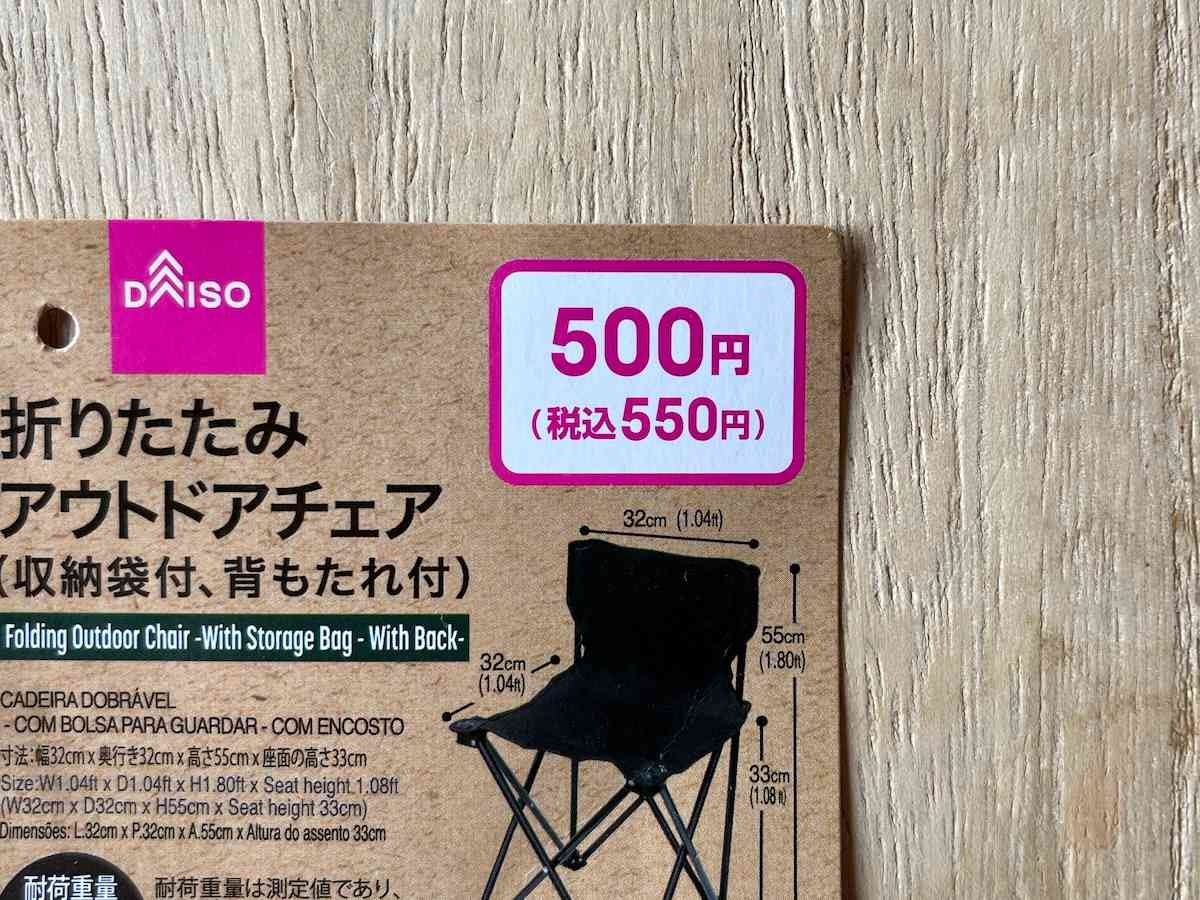 DAISO
500円
(税込550円)
折りたたみ
アウトドアチェア
(収納袋付、背もたれ付)
Folding Outdoor Chair -With Storage Bag - With Back-
CADEIRA DOBRÁVEL
- COM BOLSA PARA GUARDAR - COM ENCOSTO
寸法:幅32cm x 奥行き32cm x 高さ55cm x 座面の高さ33cm
Size:W1.04ft x D1.04ft x H1.80ft x Seat height 1.08ft
(W32cm x D32cm x H55cm x Seat height 33cm)
Dimensões: L.32cm x P.32cm x A.55cm x Altura do assento 33cm
耐荷重量
耐荷重量は測定値であり、
32cm (1.04ft)
32cm
(1.04ft)
55cm
(1.80ft)
33cm
(1.08ft)